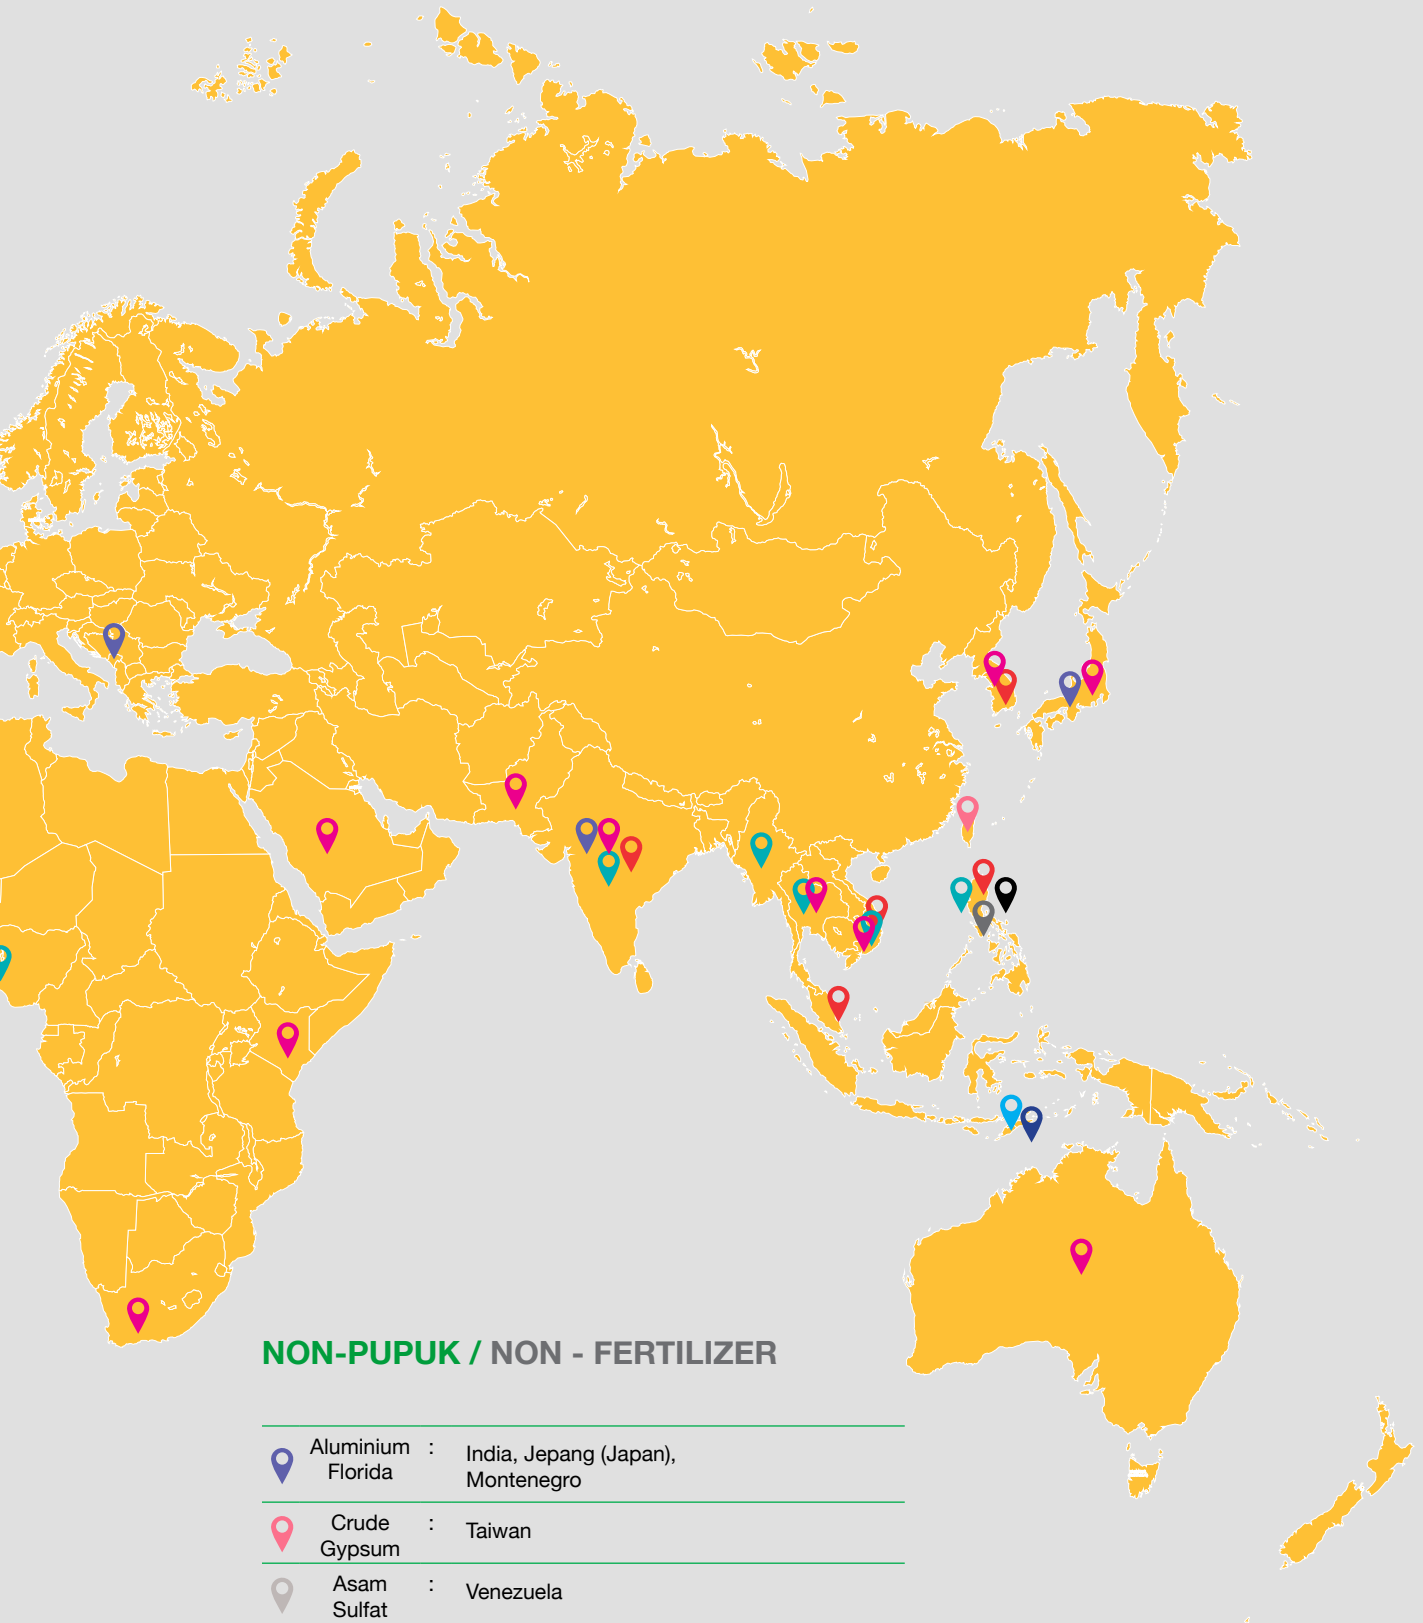 NON-PUPUK / NON - FERTILIZER
Aluminium : India, Jepang (Japan),
Florida Montenegro
Crude : Taiwan
Gypsum
Asam : Venezuela
Sulfat